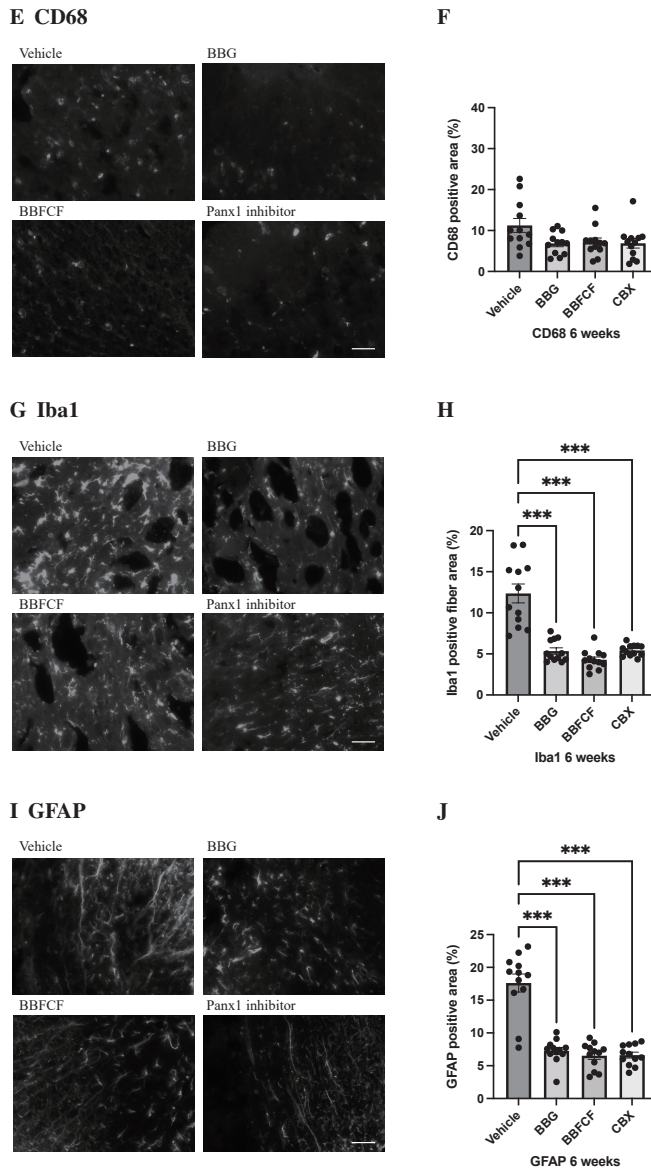 E CD68
Vehicle
BBG
BBFCF
Panx1 inhibitor
F
CD68 positive area (%)
40
30
20
10
0
Vehicle
BBG
BBFCF
CBX
CD68 6 weeks
G Iba1
Vehicle
BBG
BBFCF
Panx1 inhibitor
H
***
***
***
Iba1 positive fiber area (%)
20
15
10
5
0
Vehicle
BBG
BBFCF
CBX
Iba1 6 weeks
I GFAP
Vehicle
BBG
BBFCF
Panx1 inhibitor
J
***
***
***
GFAP positive area (%)
25
20
15
10
5
0
Vehicle
BBG
BBFCF
CBX
GFAP 6 weeks